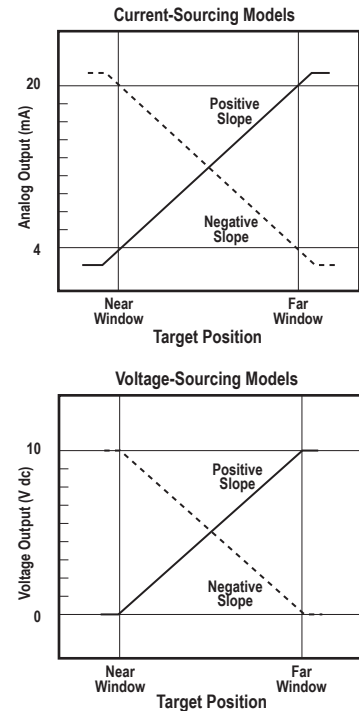 Current-Sourcing Models
Analog Output (mA)
20
Positive
Slope
Negative
Slope
4
Near
Window
Far
Window
Target Position
Voltage-Sourcing Models
Voltage Output (V dc)
10
Positive
Slope
Negative
Slope
0
Near
Window
Far
Window
Target Position